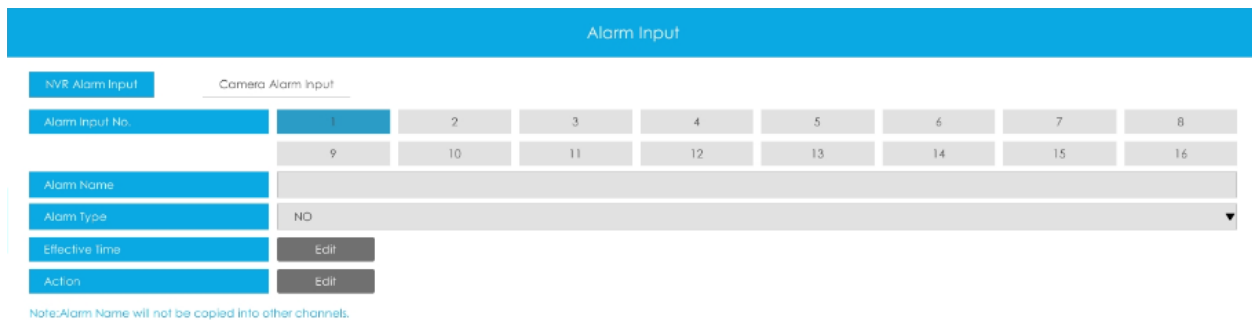 Alarm Input
NVR Alarm Input Camera Alarm Input
Alarm Input No. 1 2 3 4 5 6 7 8
9 10 11 12 13 14 15 16
Alarm Name
Alarm Type NO
Effective Time Edit
Action Edit
Note:Alarm Name will not be copied into other channels.